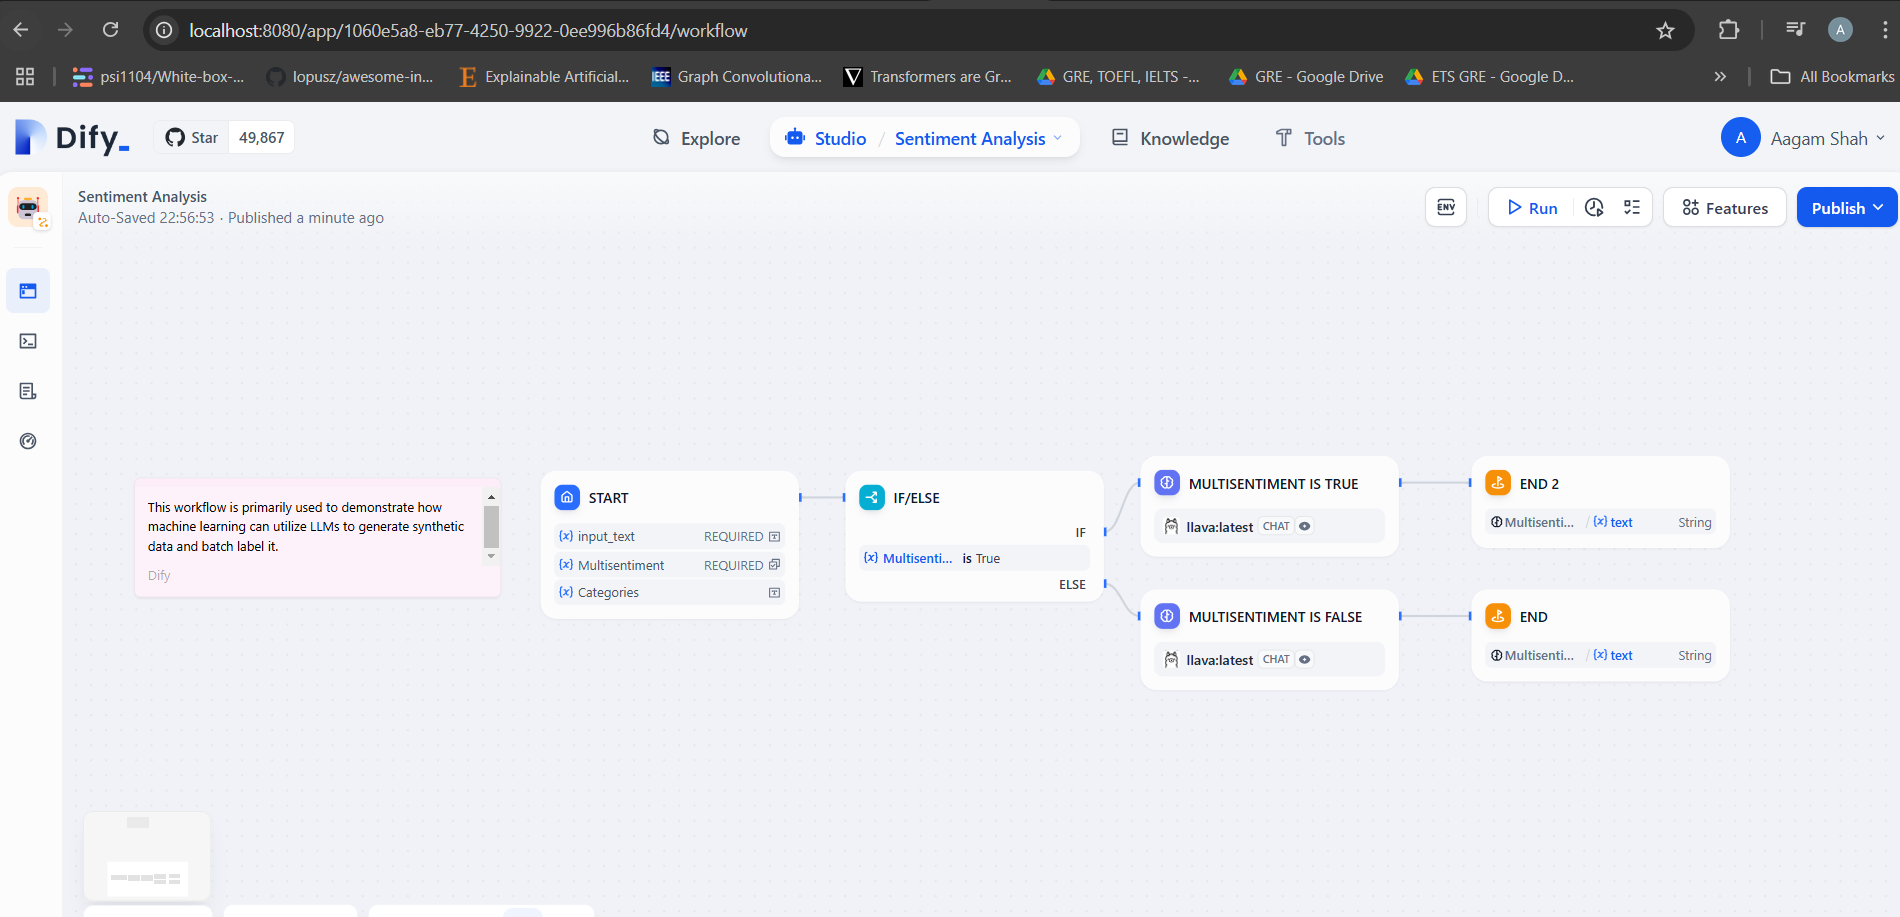 localhost:8080/app/1060e5a8-eb77-4250-9922-0ee996b86fd4/workflow
A
psi1104/White-box-...
lopusz/awesome-in...
Explainable Artificial...
IEEE Graph Convolutiona...
Transformers are Gr...
GRE, TOEFL, IELTS -...
GRE - Google Drive
ETS GRE - Google D...
All Bookmarks
Dify_
Star 49,867
Explore
Studio / Sentiment Analysis
Knowledge
Tools
A Aagam Shah
Sentiment Analysis
Auto-Saved 22:56:53 · Published a minute ago
ENV
Run
Features
Publish
This workflow is primarily used to demonstrate how
machine learning can utilize LLMs to generate synthetic
data and batch label it.
Dify
START
{x} input_text REQUIRED
{x} Multisentiment REQUIRED
{x} Categories
IF/ELSE
IF
{x} Multisenti... is True
ELSE
MULTISENTIMENT IS TRUE
llava:latest CHAT
END 2
Multisenti... / {x} text String
MULTISENTIMENT IS FALSE
llava:latest CHAT
END
Multisenti... / {x} text String